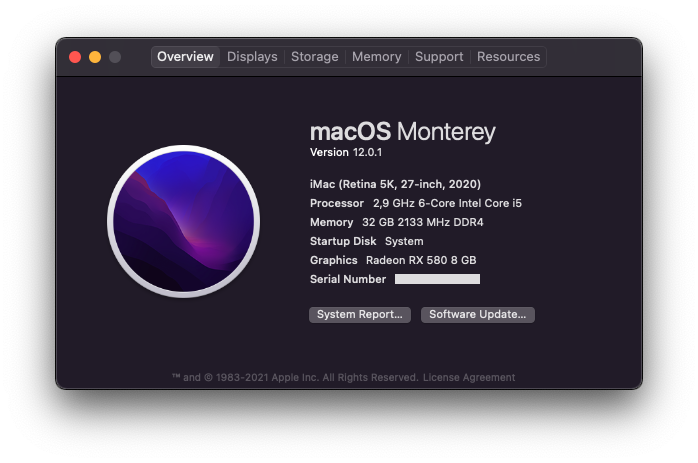 Overview Displays Storage Memory Support Resources
macOS Monterey
Version 12.0.1
iMac (Retina 5K, 27-inch, 2020)
Processor 2,9 GHz 6-Core Intel Core i5
Memory 32 GB 2133 MHz DDR4
Startup Disk System
Graphics Radeon RX 580 8 GB
Serial Number
System Report... Software Update...
™ and © 1983-2021 Apple Inc. All Rights Reserved. License Agreement